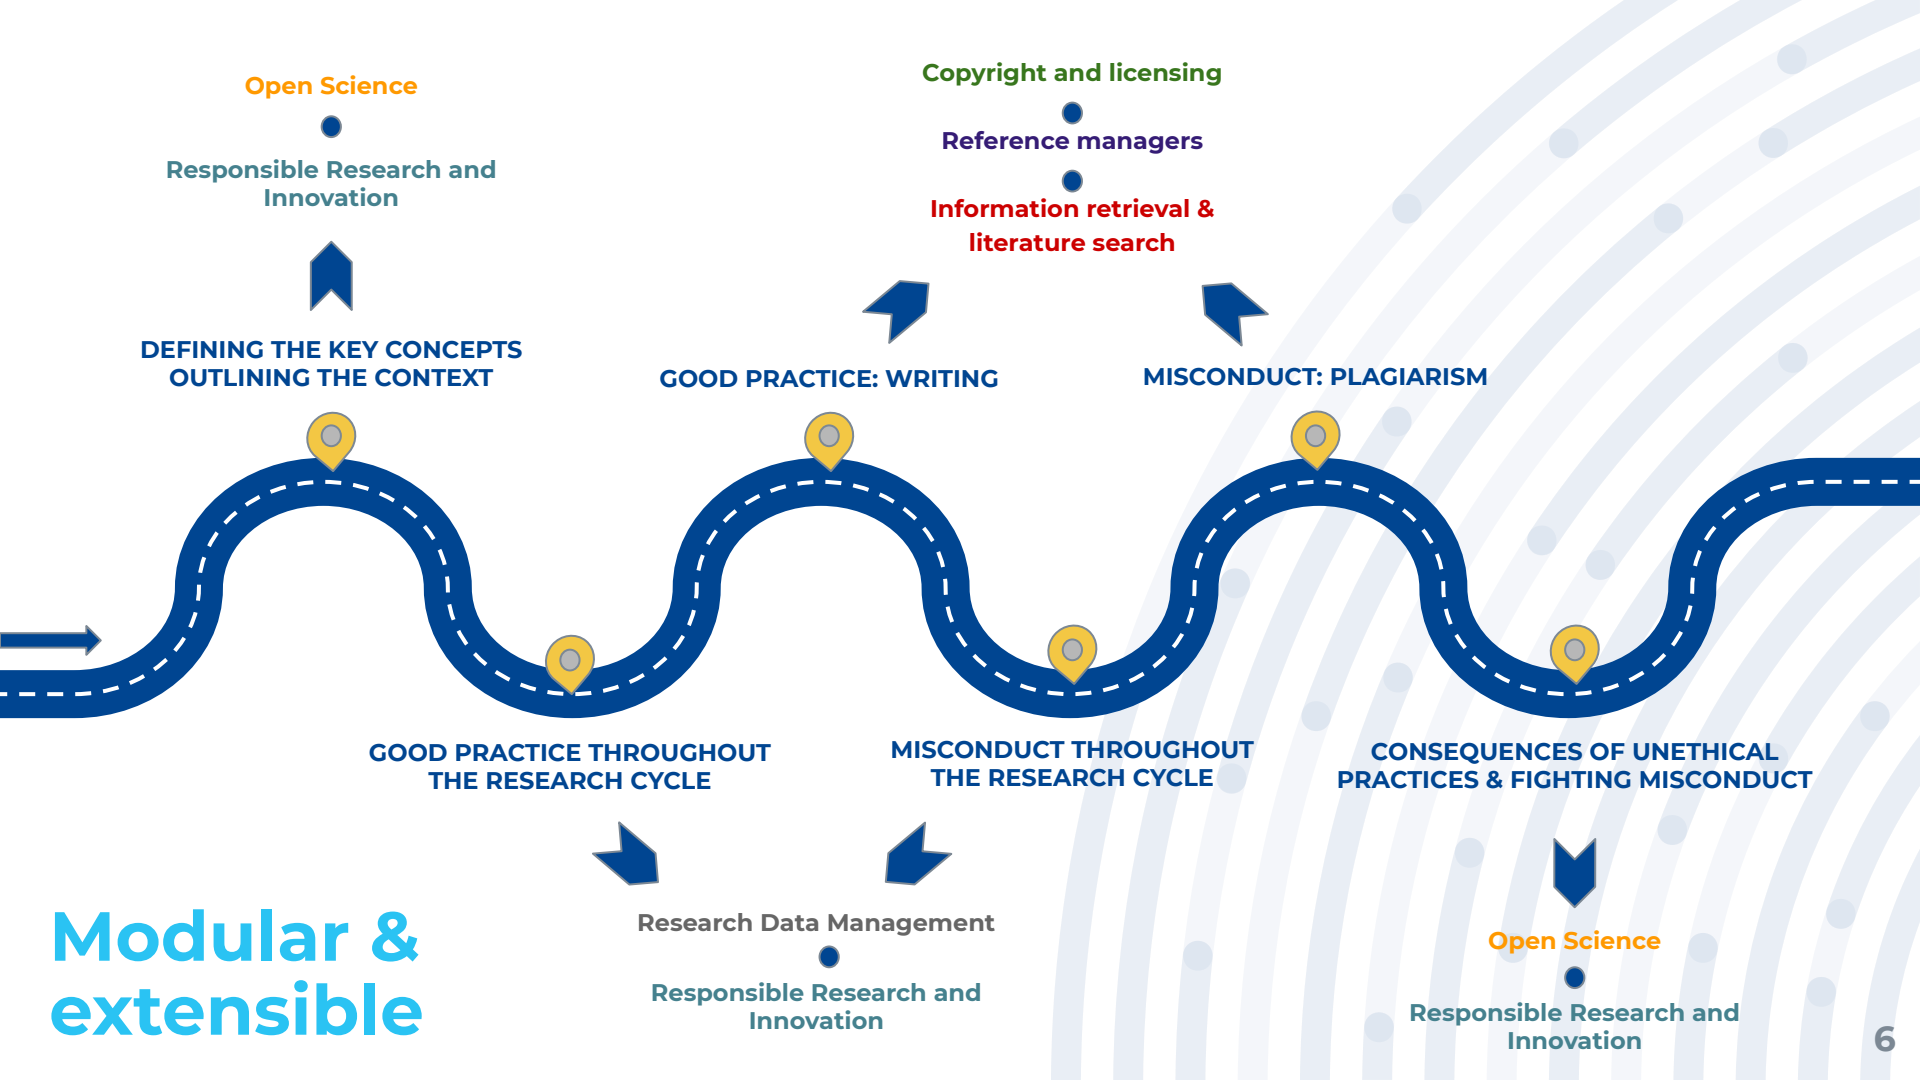 Open Science
Responsible Research and
Innovation
DEFINING THE KEY CONCEPTS
OUTLINING THE CONTEXT
Copyright and licensing
Reference managers
Information retrieval &
literature search
GOOD PRACTICE: WRITING
MISCONDUCT: PLAGIARISM
GOOD PRACTICE THROUGHOUT
THE RESEARCH CYCLE
MISCONDUCT THROUGHOUT
THE RESEARCH CYCLE
CONSEQUENCES OF UNETHICAL
PRACTICES & FIGHTING MISCONDUCT
Research Data Management
Responsible Research and
Innovation
Open Science
Responsible Research and
Innovation
Modular &
extensible
6